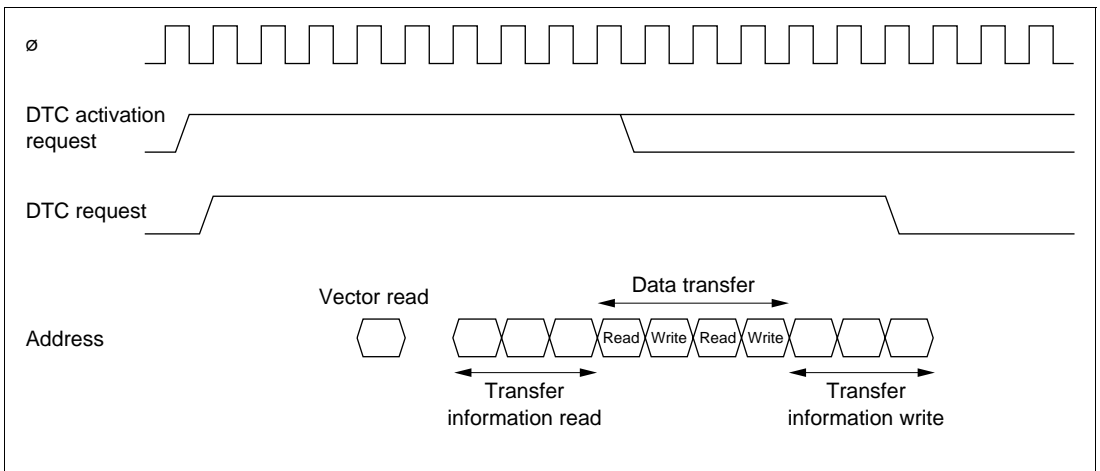 ø
DTC activation
request
DTC request
Data transfer
Vector read
Address
Read Write Read Write
Transfer
information read
Transfer
information write